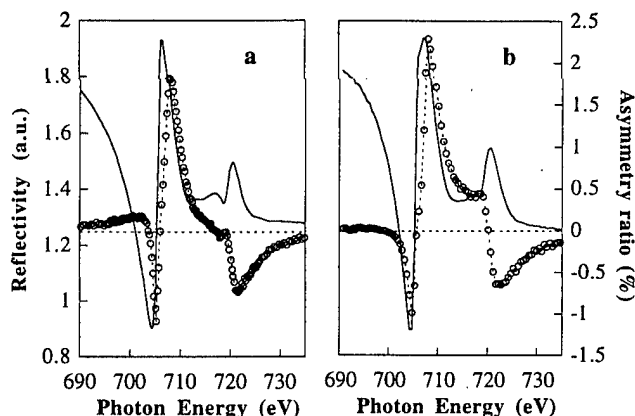 a
b
2
1.8
1.6
1.4
1.2
1
0.8
Reflectivity (a.u.)
2.5
2
1.5
1
0.5
0
-0.5
-1
-1.5
Asymmetry ratio (%)
690 700 710 720 730
690 700 710 720 730
Photon Energy (eV)
Photon Energy (eV)